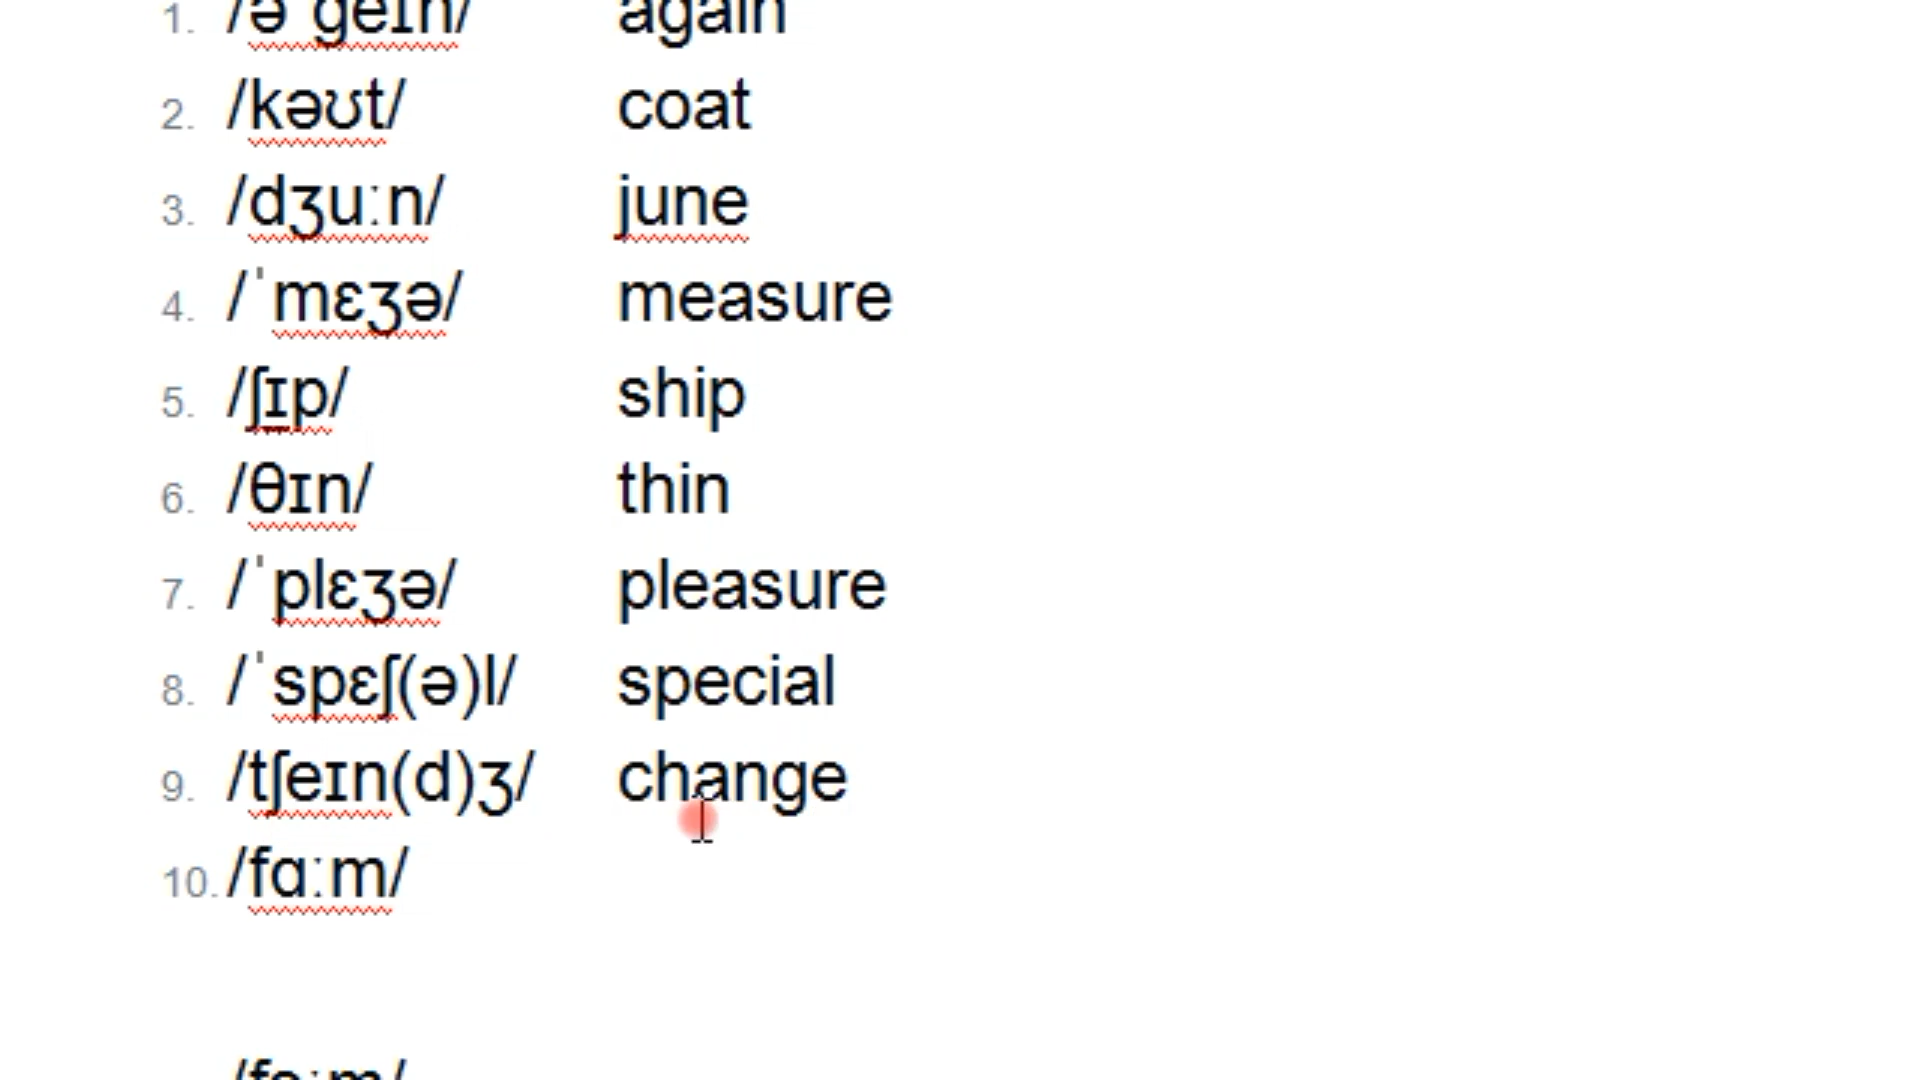 1. /əˈɡeɪn/ again
2. /kəʊt/ coat
3. /dʒuːn/ june
4. /ˈmɛʒə/ measure
5. /ʃɪp/ ship
6. /θɪn/ thin
7. /ˈplɛʒə/ pleasure
8. /ˈspɛʃ(ə)l/ special
9. /tʃeɪn(d)ʒ/ change
10. /fɑːm/